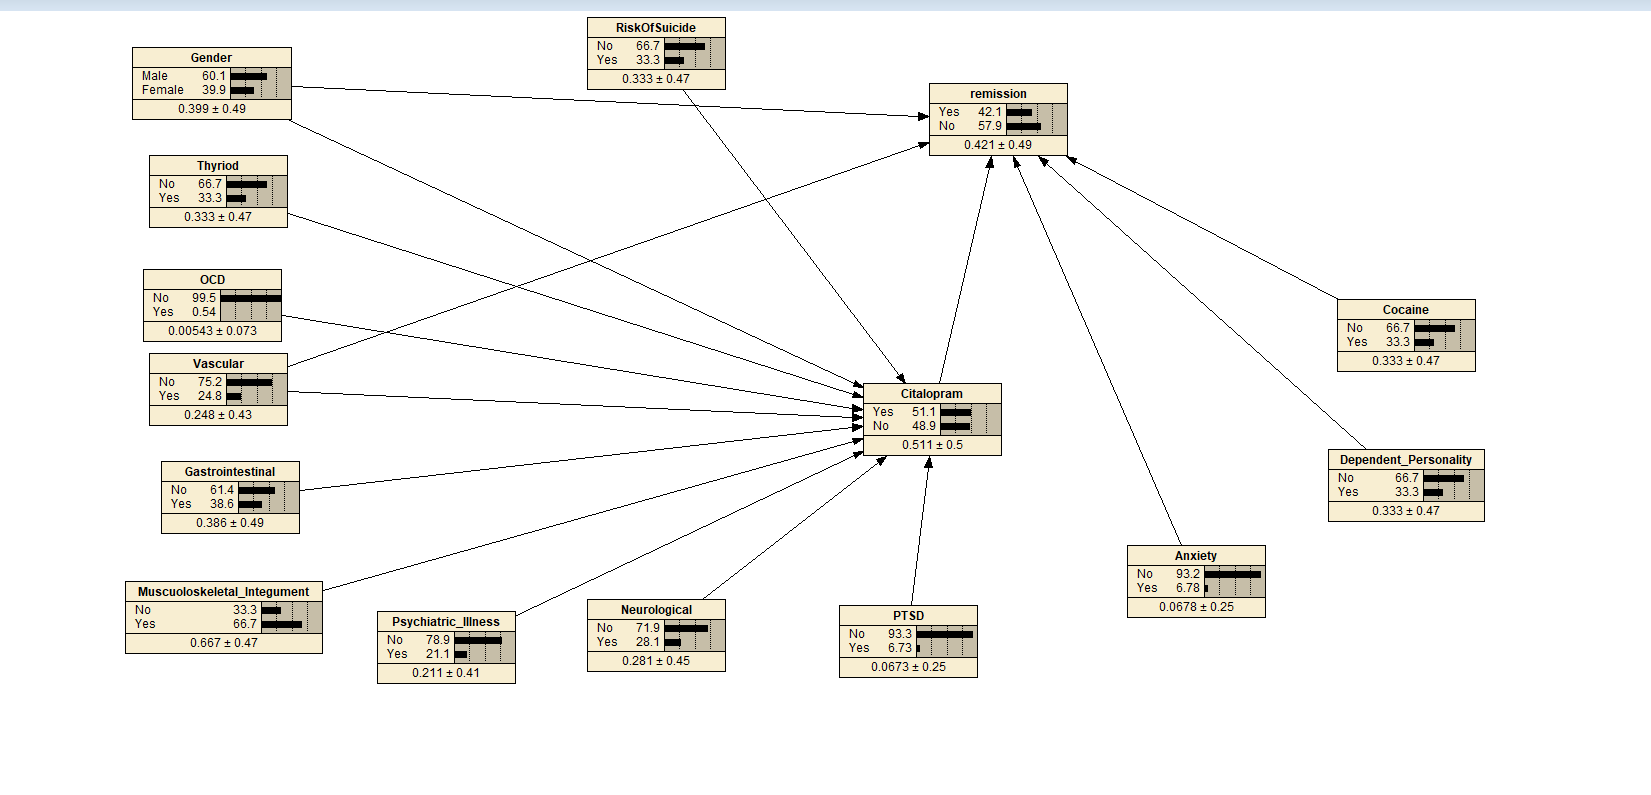 RiskOfSuicide
No 66.7
Yes 33.3
0.333 ± 0.47
Gender
Male 60.1
Female 39.9
0.399 ± 0.49
remission
Yes 42.1
No 57.9
0.421 ± 0.49
Thyriod
No 66.7
Yes 33.3
0.333 ± 0.47
OCD
No 99.5
Yes 0.54
0.00543 ± 0.073
Vascular
No 75.2
Yes 24.8
0.248 ± 0.43
Cocaine
No 66.7
Yes 33.3
0.333 ± 0.47
Citalopram
Yes 51.1
No 48.9
0.511 ± 0.5
Gastrointestinal
No 61.4
Yes 38.6
0.386 ± 0.49
Dependent_Personality
No 66.7
Yes 33.3
0.333 ± 0.47
Anxiety
No 93.2
Yes 6.78
0.0678 ± 0.25
Muscuoloskeletal_Integument
No 33.3
Yes 66.7
0.667 ± 0.47
Psychiatric_Illness
No 78.9
Yes 21.1
0.211 ± 0.41
Neurological
No 71.9
Yes 28.1
0.281 ± 0.45
PTSD
No 93.3
Yes 6.73
0.0673 ± 0.25